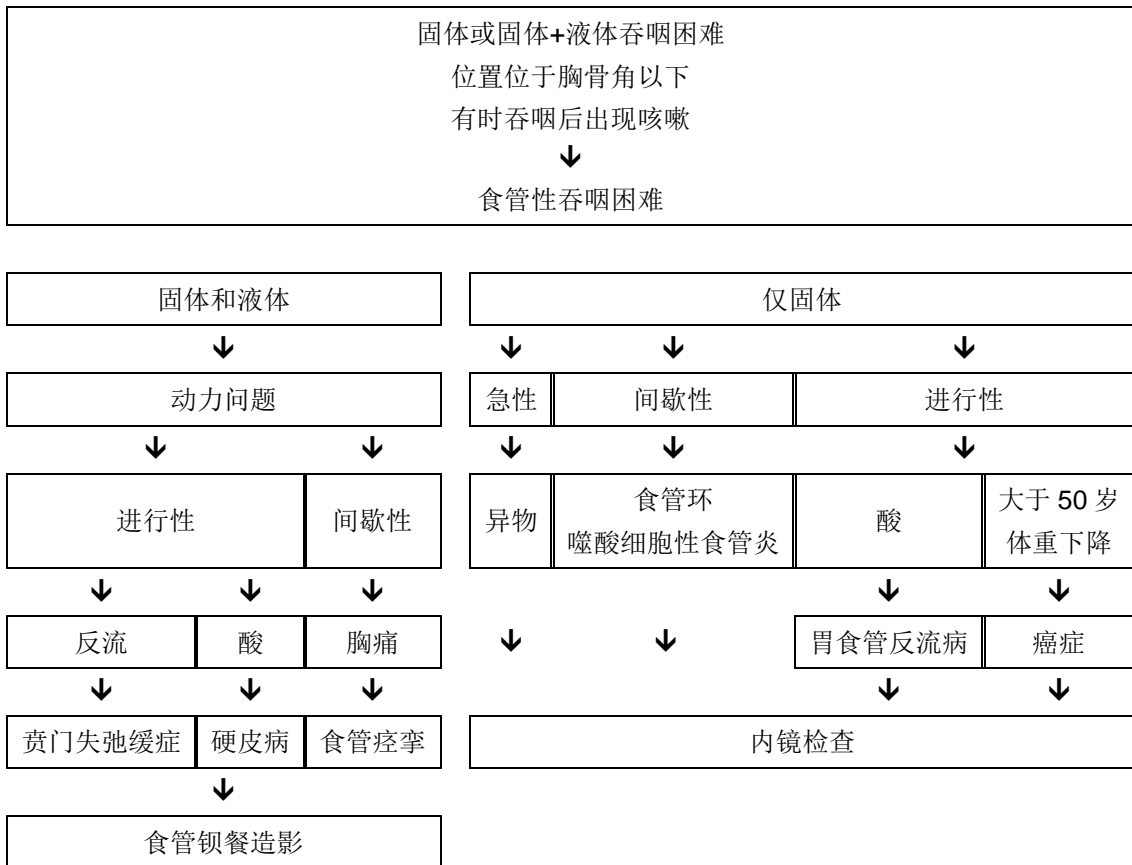 固体或固体+液体吞咽困难
位置位于胸骨角以下
有时吞咽后出现咳嗽
食管性吞咽困难
固体和液体
仅固体
动力问题
急性
间歇性
进行性
进行性
间歇性
异物
食管环
噬酸细胞性食管炎
酸
大于 50 岁
体重下降
反流
酸
胸痛
胃食管反流病
癌症
贲门失弛缓症
硬皮病
食管痉挛
内镜检查
食管钡餐造影